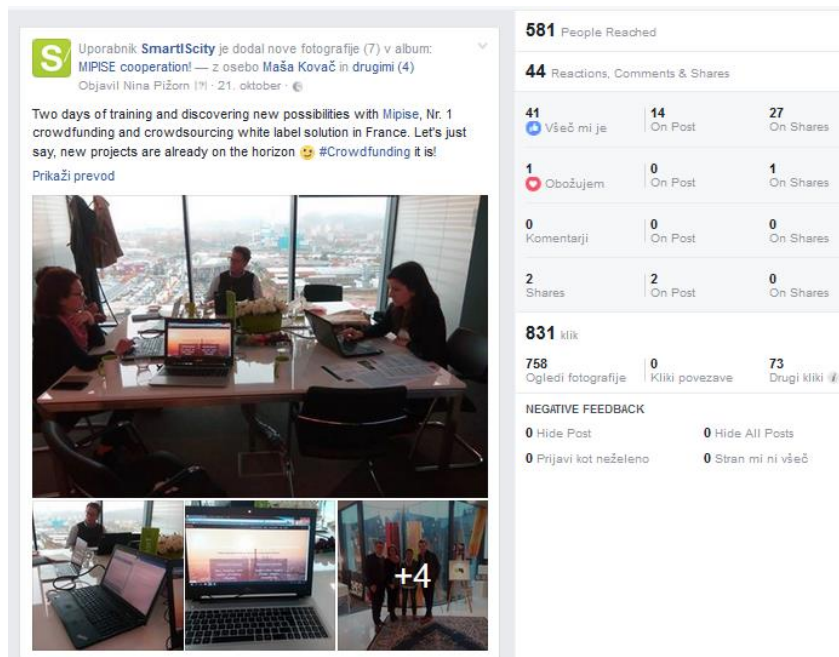 S
Uporabnik SmartIScity je dodal nove fotografije (7) v album:
MIPISE cooperation! — z osebo Maša Kovač in drugimi (4)
Objavil Nina Pižorn [?] · 21. oktober ·
Two days of training and discovering new possibilities with Mipise, Nr. 1
crowdfunding and crowdsourcing white label solution in France. Let's just
say, new projects are already on the horizon 😉 #Crowdfunding it is!
Prikaži prevod
+4
581 People Reached
44 Reactions, Comments & Shares
41 14 27
Všeč mi je On Post On Shares
1 0 1
Obožujem On Post On Shares
0 0 0
Komentarji On Post On Shares
2 2 0
Shares On Post On Shares
831 klik
758 0 73
Ogledi fotografije Kliki povezave Drugi kliki
NEGATIVE FEEDBACK
0 Hide Post 0 Hide All Posts
0 Prijavi kot neželeno 0 Stran mi ni všeč